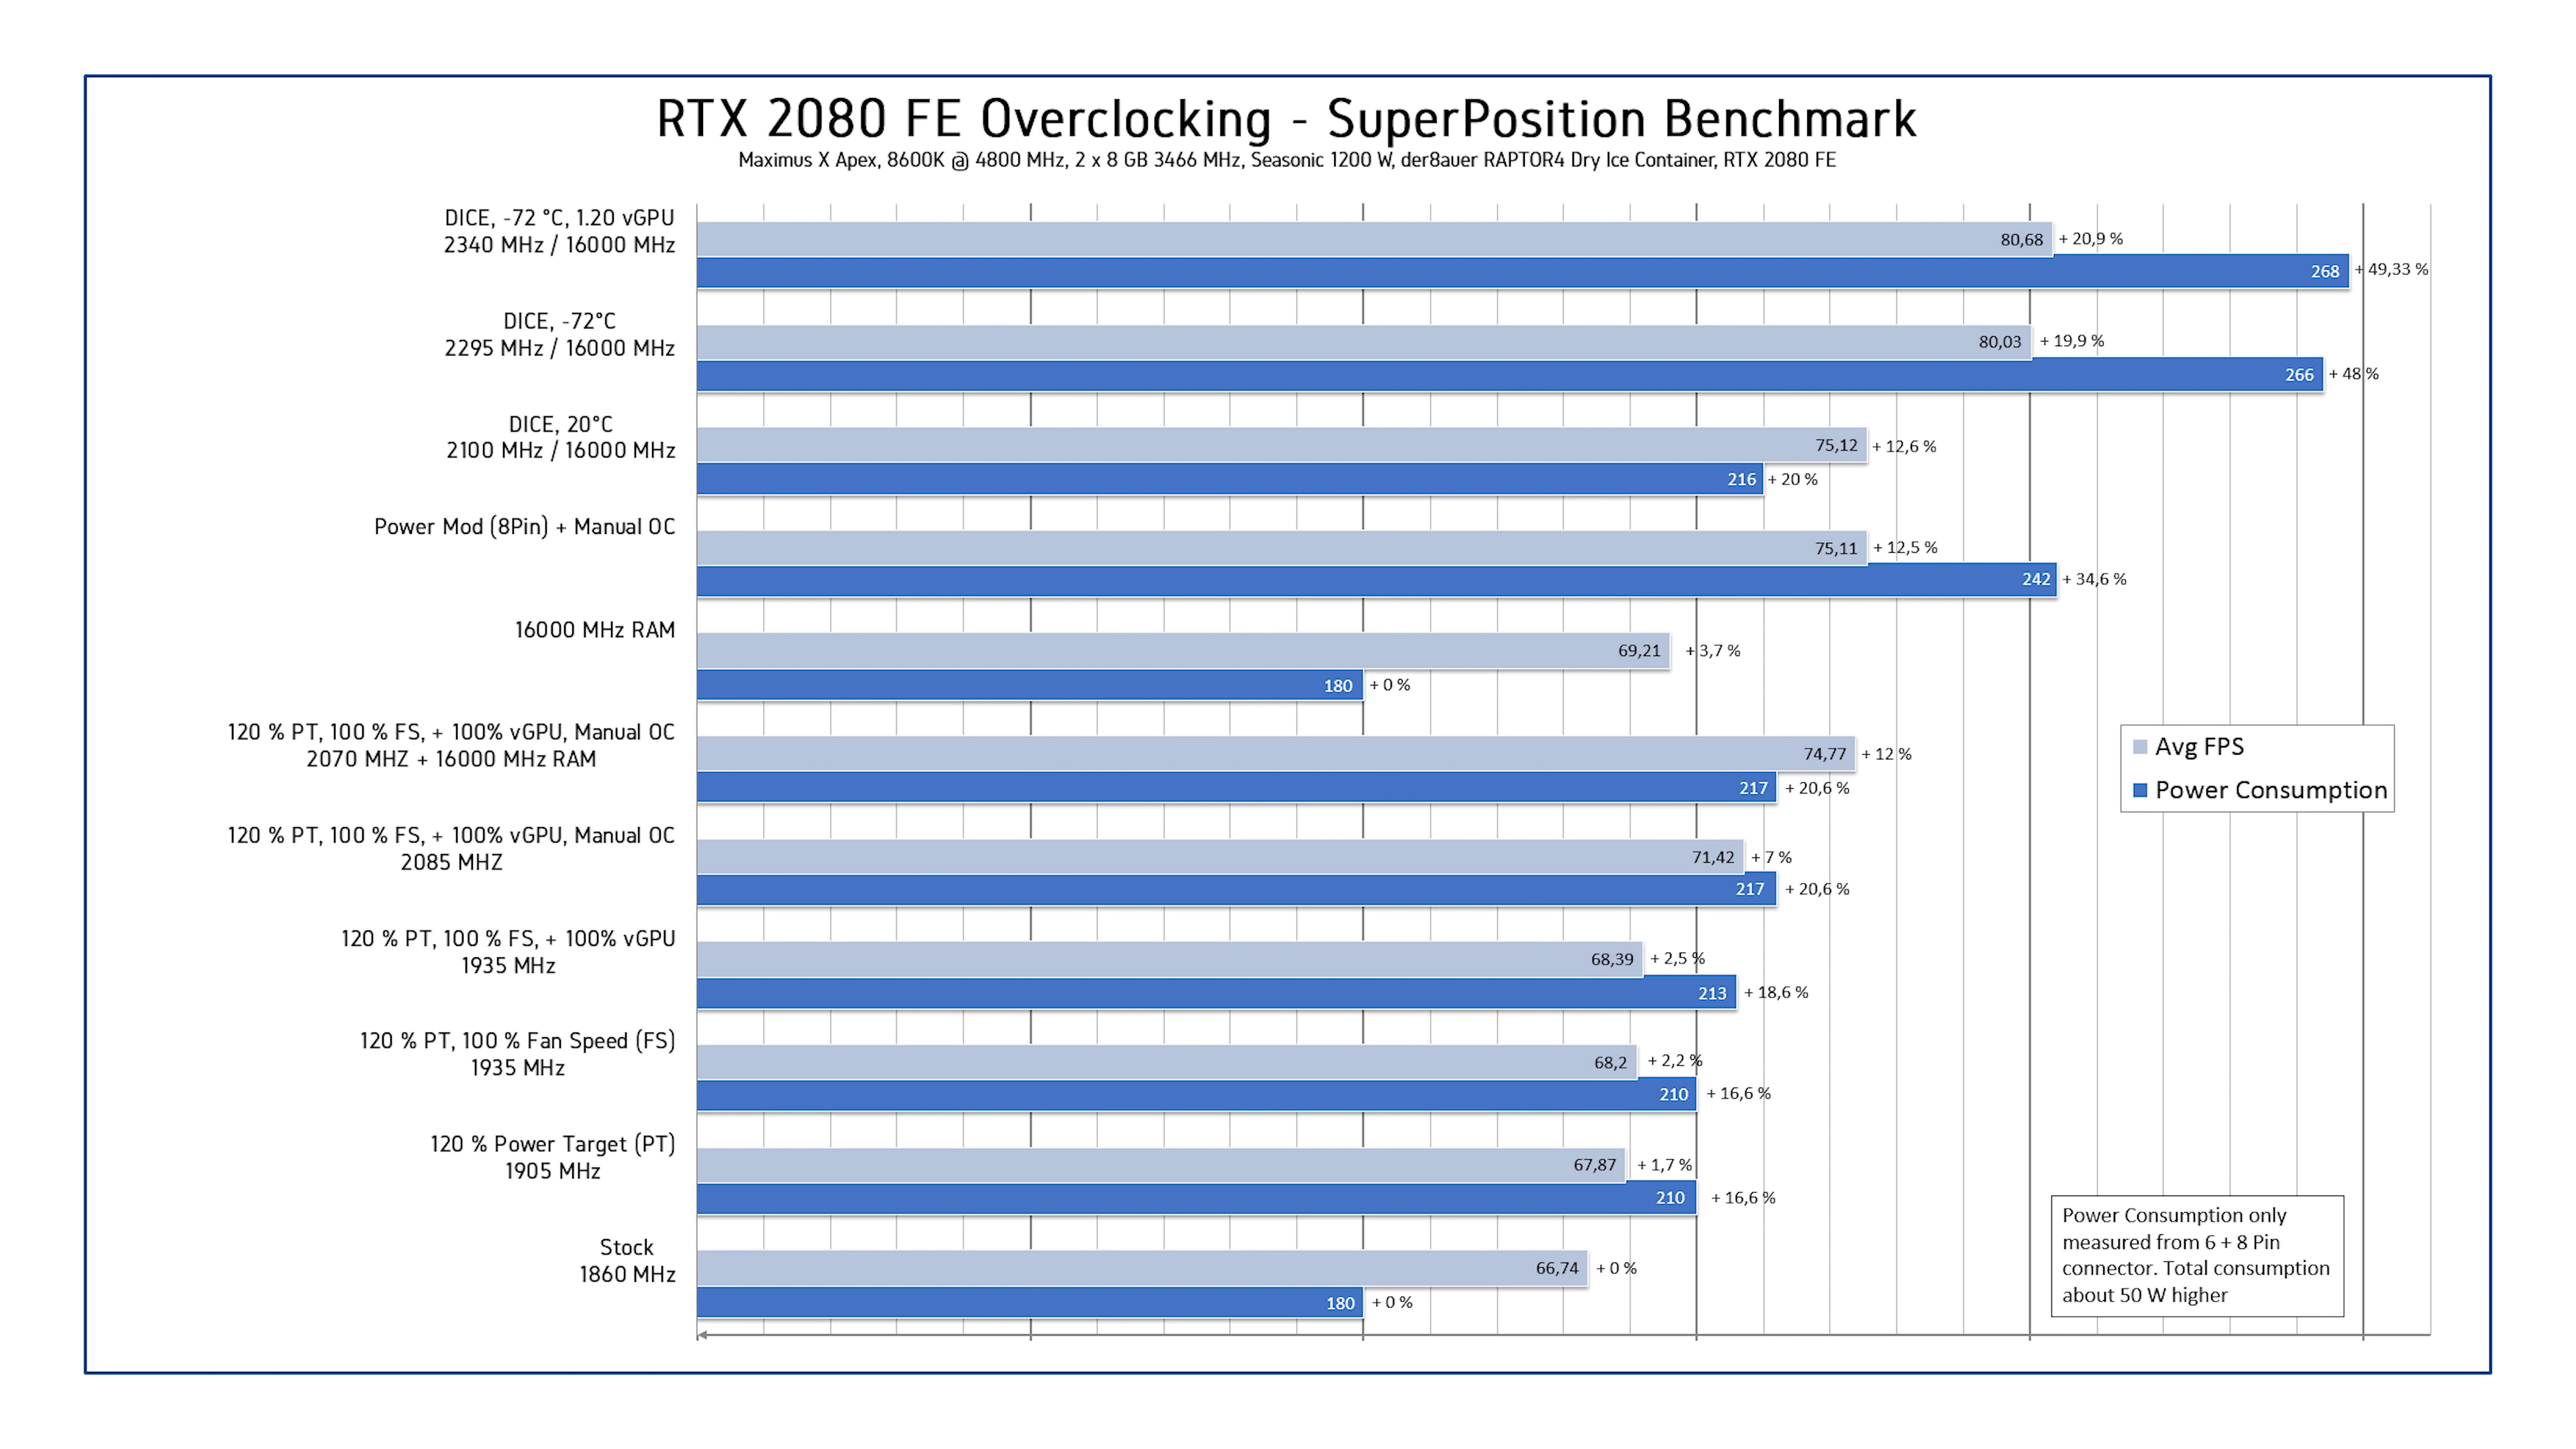 RTX 2080 FE Overclocking - SuperPosition Benchmark
Maximus X Apex, 8600K @ 4800 MHz, 2 x 8 GB 3466 MHz, Seasonic 1200 W, der8auer RAPTOR4 Dry Ice Container, RTX 2080 FE
DICE, -72 °C, 1.20 vGPU
2340 MHz / 16000 MHz
80,68 + 20,9 %
268 + 49,33 %
DICE, -72°C
2295 MHz / 16000 MHz
80,03 + 19,9 %
266 + 48 %
DICE, 20°C
2100 MHz / 16000 MHz
75,12 + 12,6 %
216 + 20 %
Power Mod (8Pin) + Manual OC
75,11 + 12,5 %
242 + 34,6 %
16000 MHz RAM
69,21 + 3,7 %
180 + 0 %
120 % PT, 100 % FS, + 100% vGPU, Manual OC
2070 MHZ + 16000 MHz RAM
74,77 + 12 %
217 + 20,6 %
120 % PT, 100 % FS, + 100% vGPU, Manual OC
2085 MHZ
71,42 + 7 %
217 + 20,6 %
120 % PT, 100 % FS, + 100% vGPU
1935 MHz
68,39 + 2,5 %
213 + 18,6 %
120 % PT, 100 % Fan Speed (FS)
1935 MHz
68,2 + 2,2 %
210 + 16,6 %
120 % Power Target (PT)
1905 MHz
67,87 + 1,7 %
210 + 16,6 %
Stock
1860 MHz
66,74 + 0 %
180 + 0 %
Avg FPS
Power Consumption
Power Consumption only
measured from 6 + 8 Pin
connector. Total consumption
about 50 W higher